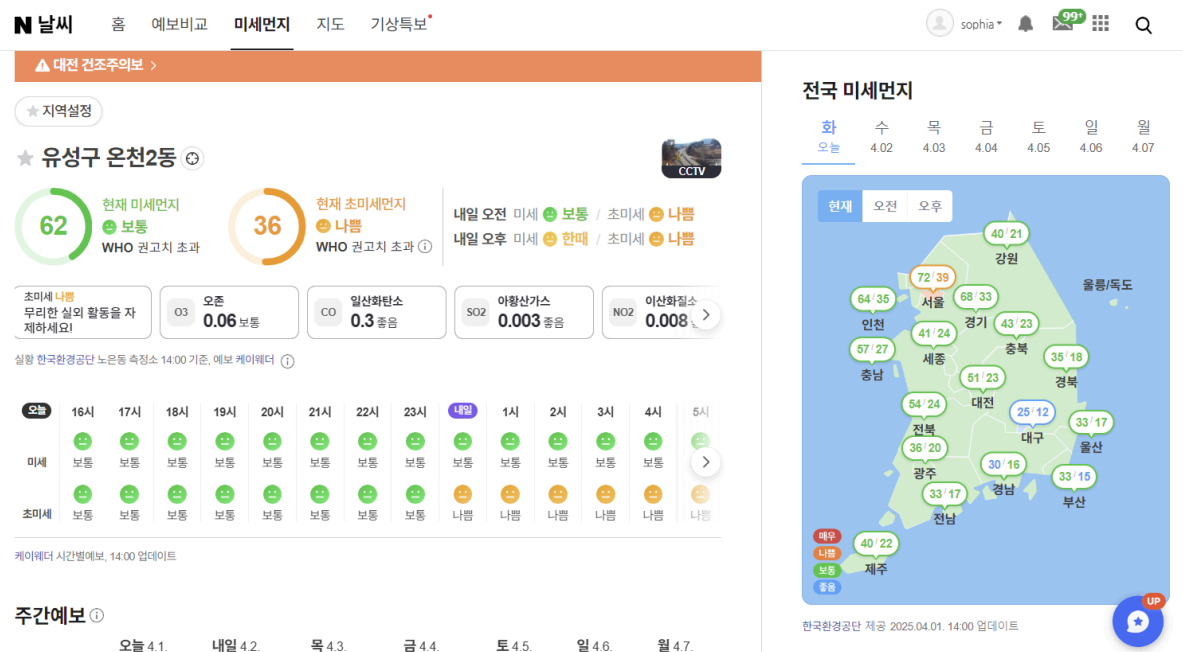 N 날씨 홈 예보비교 미세먼지 지도 기상특보 sophia 99+
대전 건조주의보
지역설정
유성구 온천2동
CCTV
62
현재 미세먼지
보통
WHO 권고치 초과
36
현재 초미세먼지
나쁨
WHO 권고치 초과
내일 오전 미세 보통 / 초미세 나쁨
내일 오후 미세 한때 / 초미세 나쁨
초미세 나쁨
무리한 실외 활동을 자
제하세요!
O3 오존
0.06 보통
CO 일산화탄소
0.3 좋음
SO2 아황산가스
0.003 좋음
NO2 이산화질소
0.008
실황 한국환경공단 노은동 측정소 14:00 기준, 예보 케이웨더
오늘 16시 17시 18시 19시 20시 21시 22시 23시 내일 1시 2시 3시 4시 5시
미세 보통 보통 보통 보통 보통 보통 보통 보통 보통 보통 보통 보통 보통 보통
초미세 보통 보통 보통 보통 보통 보통 보통 보통 나쁨 나쁨 나쁨 나쁨 나쁨 나쁨
케이웨더 시간별예보, 14:00 업데이트
주간예보
오늘 4.1. 내일 4.2. 목 4.3. 금 4.4. 토 4.5. 일 4.6. 월 4.7.
전국 미세먼지
화 수 목 금 토 일 월
오늘 4.02 4.03 4.04 4.05 4.06 4.07
현재 오전 오후
40/21
강원
72/39
서울
울릉/독도
64/35
인천
68/33
경기
41/24
세종
43/23
충북
57/27
충남
35/18
경북
51/23
대전
54/24
전북
25/12
대구
33/17
울산
36/20
광주
30/16
경남
33/15
부산
33/17
전남
40/22
제주
매우
나쁨
보통
좋음
UP
한국환경공단 제공 2025.04.01. 14:00 업데이트